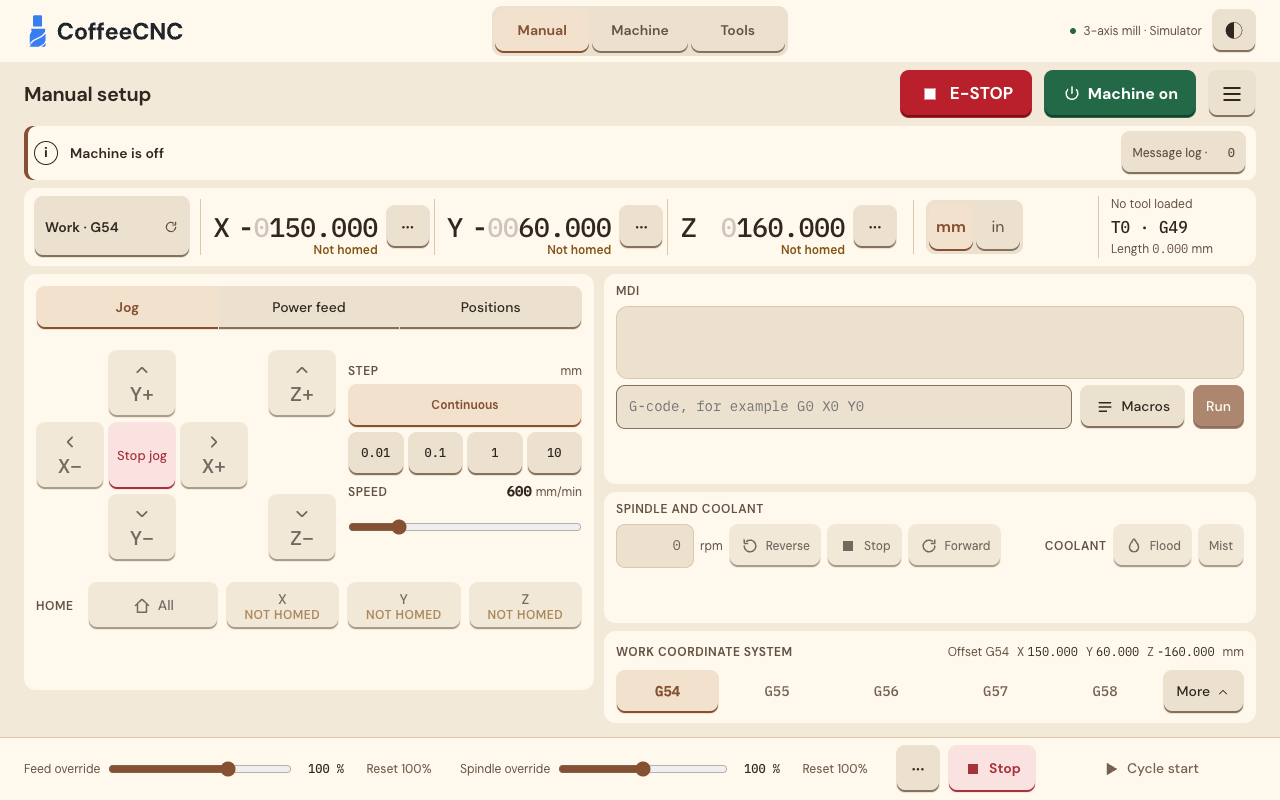 CoffeeCNC
Manual
Machine
Tools
3-axis mill · Simulator
Manual setup
E-STOP
Machine on
Machine is off
Message log · 0
Work · G54
X -0150.000
Not homed
Y -0060.000
Not homed
Z 0160.000
Not homed
mm
in
No tool loaded
T0 · G49
Length 0.000 mm
Jog
Power feed
Positions
Y+
Z+
X−
Stop jog
X+
Y−
Z−
STEP mm
Continuous
0.01
0.1
1
10
SPEED 600 mm/min
HOME
All
X
NOT HOMED
Y
NOT HOMED
Z
NOT HOMED
MDI
G-code, for example G0 X0 Y0
Macros
Run
SPINDLE AND COOLANT
0 rpm
Reverse
Stop
Forward
COOLANT
Flood
Mist
WORK COORDINATE SYSTEM
Offset G54 X 150.000 Y 60.000 Z -160.000 mm
G54
G55
G56
G57
G58
More
Feed override
100 %
Reset 100%
Spindle override
100 %
Reset 100%
...
Stop
Cycle start